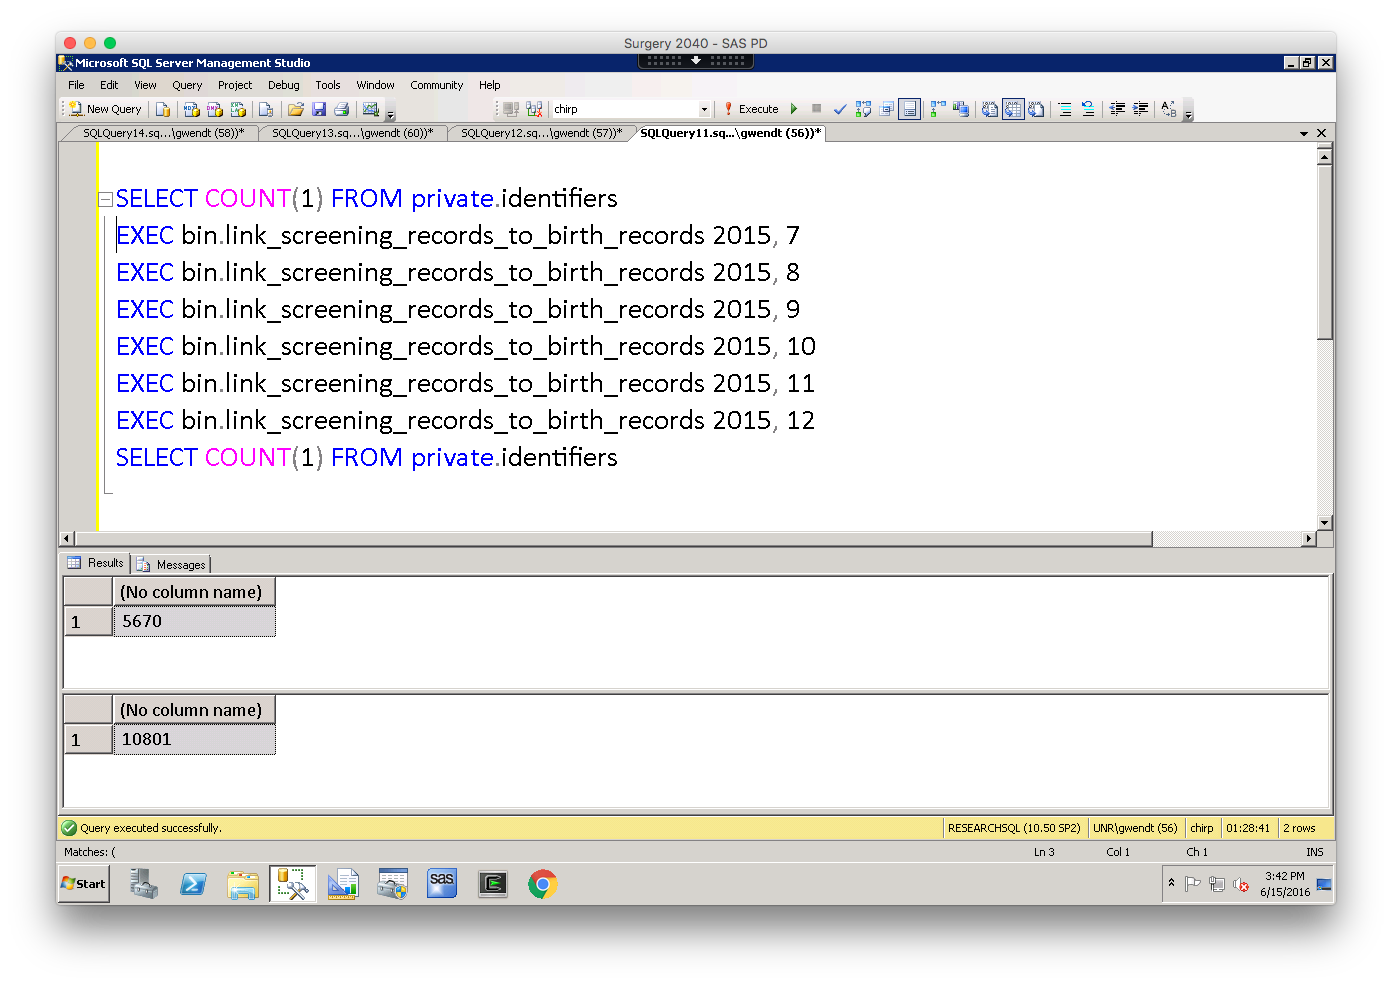 Surgery 2040 - SAS PD
Microsoft SQL Server Management Studio
File Edit View Query Project Debug Tools Window Community Help
New Query chirp Execute
SQLQuery14.sq...\gwendt (58))* SQLQuery13.sq...\gwendt (60))* SQLQuery12.sq...\gwendt (57))* SQLQuery11.sq...\gwendt (56))*
SELECT COUNT(1) FROM private.identifiers
EXEC bin.link_screening_records_to_birth_records 2015, 7
EXEC bin.link_screening_records_to_birth_records 2015, 8
EXEC bin.link_screening_records_to_birth_records 2015, 9
EXEC bin.link_screening_records_to_birth_records 2015, 10
EXEC bin.link_screening_records_to_birth_records 2015, 11
EXEC bin.link_screening_records_to_birth_records 2015, 12
SELECT COUNT(1) FROM private.identifiers
Results Messages
(No column name)
1 5670
(No column name)
1 10801
Query executed successfully. RESEARCHSQL (10.50 SP2) UNR\gwendt (56) chirp 01:28:41 2 rows
Matches: ( Ln 3 Col 1 Ch 1 INS
Start sas 3:42 PM
6/15/2016